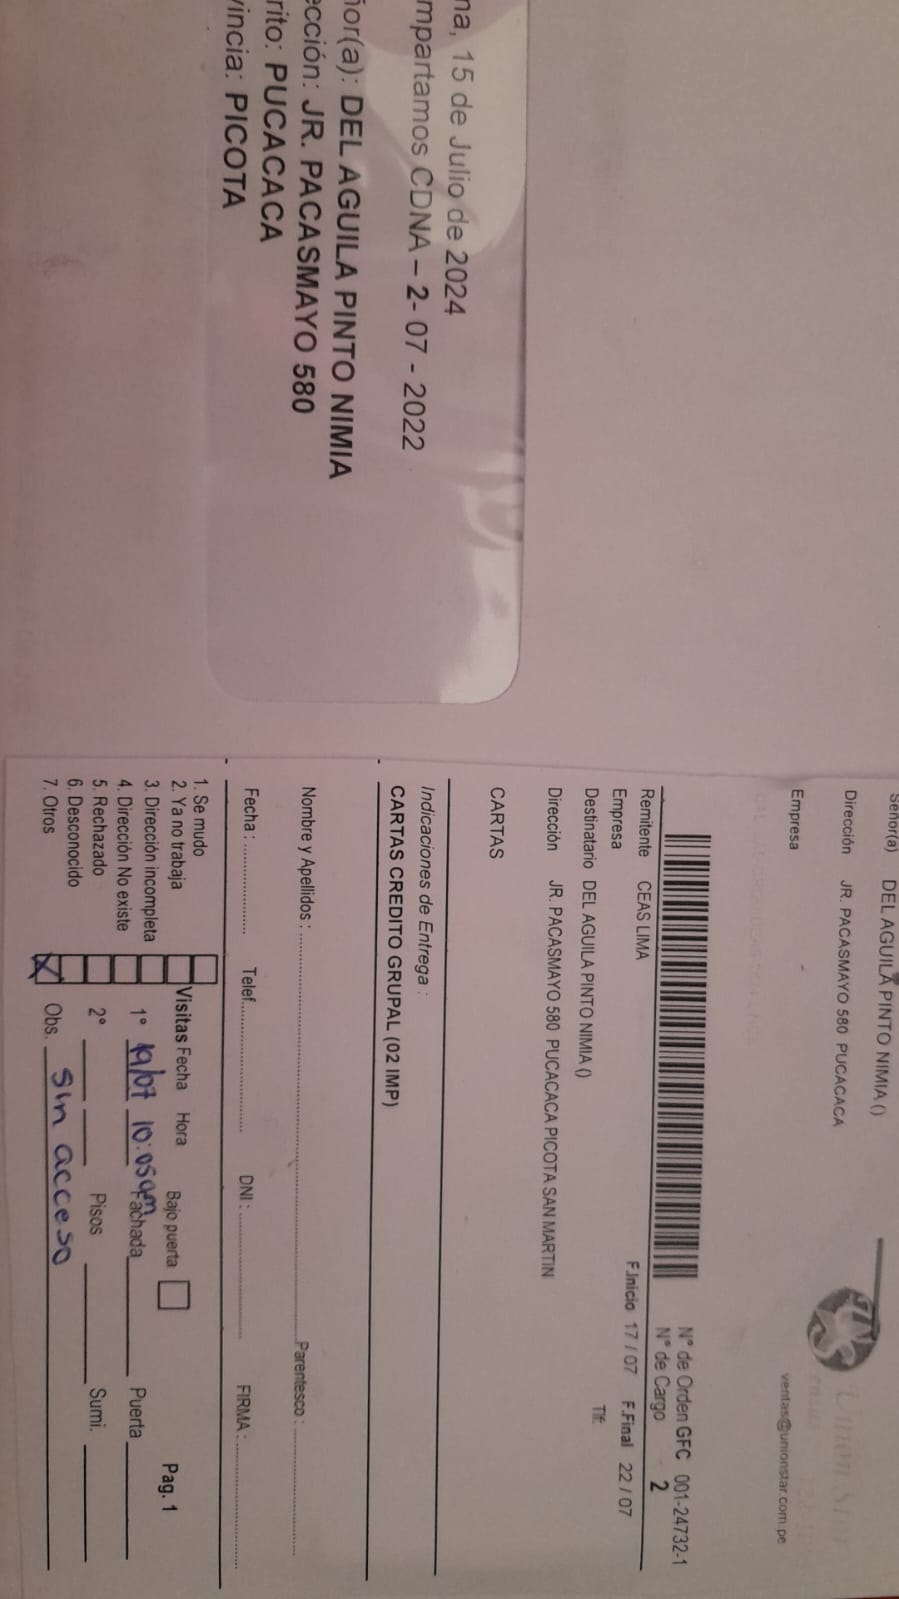 na, 15 de Julio de 2024
mpartamos CDNA – 2- 07 - 2022
ñor(a): DEL AGUILA PINTO NIMIA
ección: JR. PACASMAYO 580
rito: PUCACACA
vincia: PICOTA
Señor(a) DEL AGUILA PINTO NIMIA ()
Dirección JR. PACASMAYO 580 PUCACACA
Empresa
Union Star
ventas@unionstar.com.pe
N° de Orden GFC 001-24732-1
N° de Cargo 2
Remitente CEAS LIMA
F.Inicio 17 / 07 F.Final 22 / 07
Empresa
Tlf:
Destinatario DEL AGUILA PINTO NIMIA ()
Dirección JR. PACASMAYO 580 PUCACACA PICOTA SAN MARTIN
CARTAS
Indicaciones de Entrega :
CARTAS CREDITO GRUPAL (02 IMP)
Nombre y Apellidos : Parentesco :
Fecha : Telef. DNI : FIRMA :
1. Se mudo
2. Ya no trabaja
3. Dirección incompleta
4. Dirección No existe
5. Rechazado
6. Desconocido
7. Otros X
Pag. 1
Visitas Fecha Hora Bajo puerta
1° 19/07 10:05am Fachada Puerta
2° Pisos Sumi.
Obs. Sin acceso